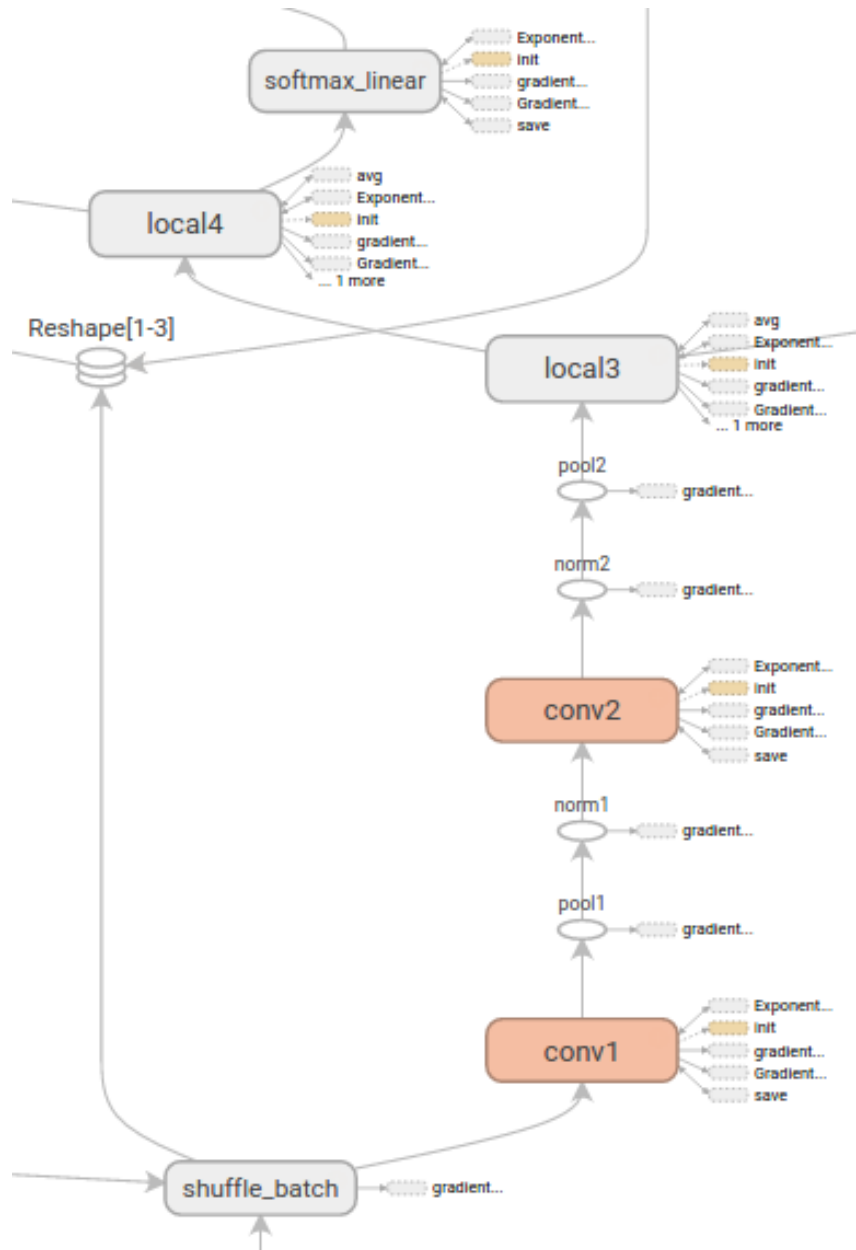 Exponent...
init
softmax_linear
gradient...
Gradient...
save
avg
Exponent...
init
local4
gradient...
Gradient...
... 1 more
Reshape[1-3]
avg
Exponent...
init
local3
gradient...
Gradient...
... 1 more
pool2
gradient...
norm2
gradient...
Exponent...
init
conv2
gradient...
Gradient...
save
norm1
gradient...
pool1
gradient...
Exponent...
init
conv1
gradient...
Gradient...
save
shuffle_batch
gradient...